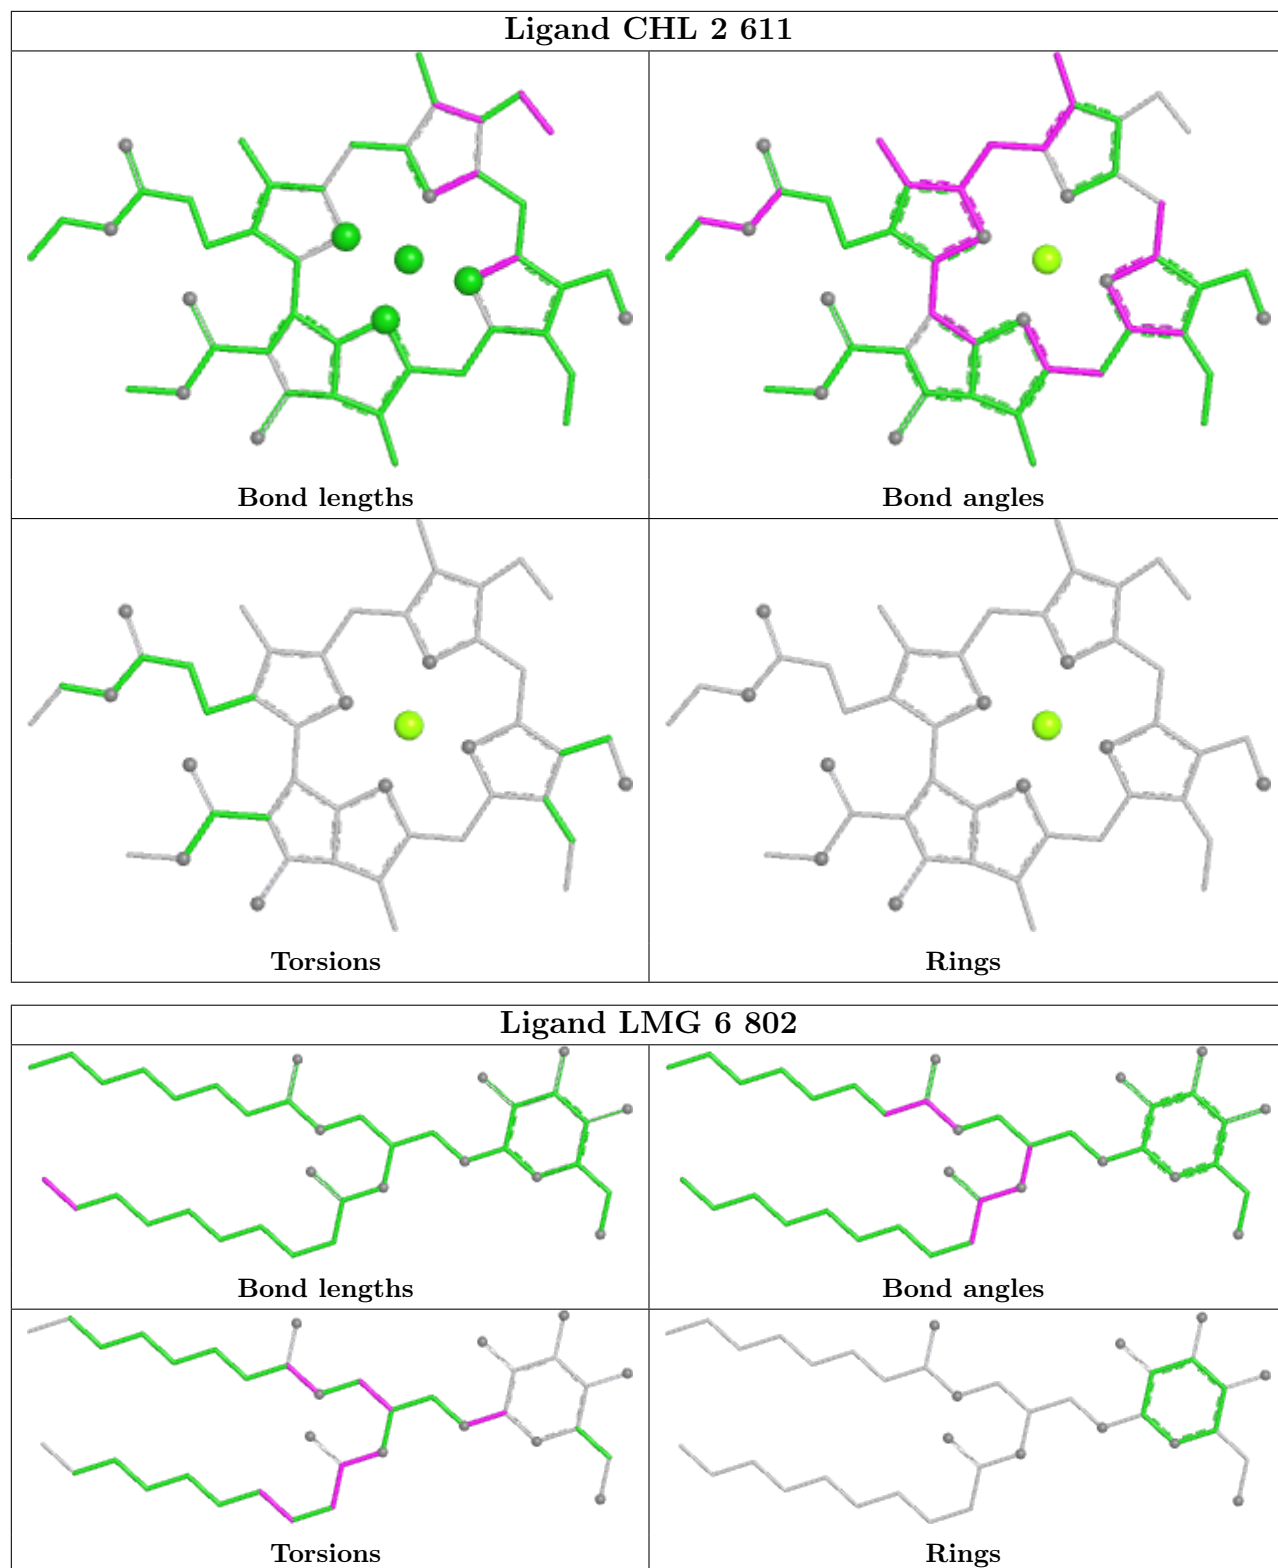 Ligand CHL 2 611
Bond lengths
Bond angles
Torsions
Rings
Ligand LMG 6 802
Bond lengths
Bond angles
Torsions
Rings